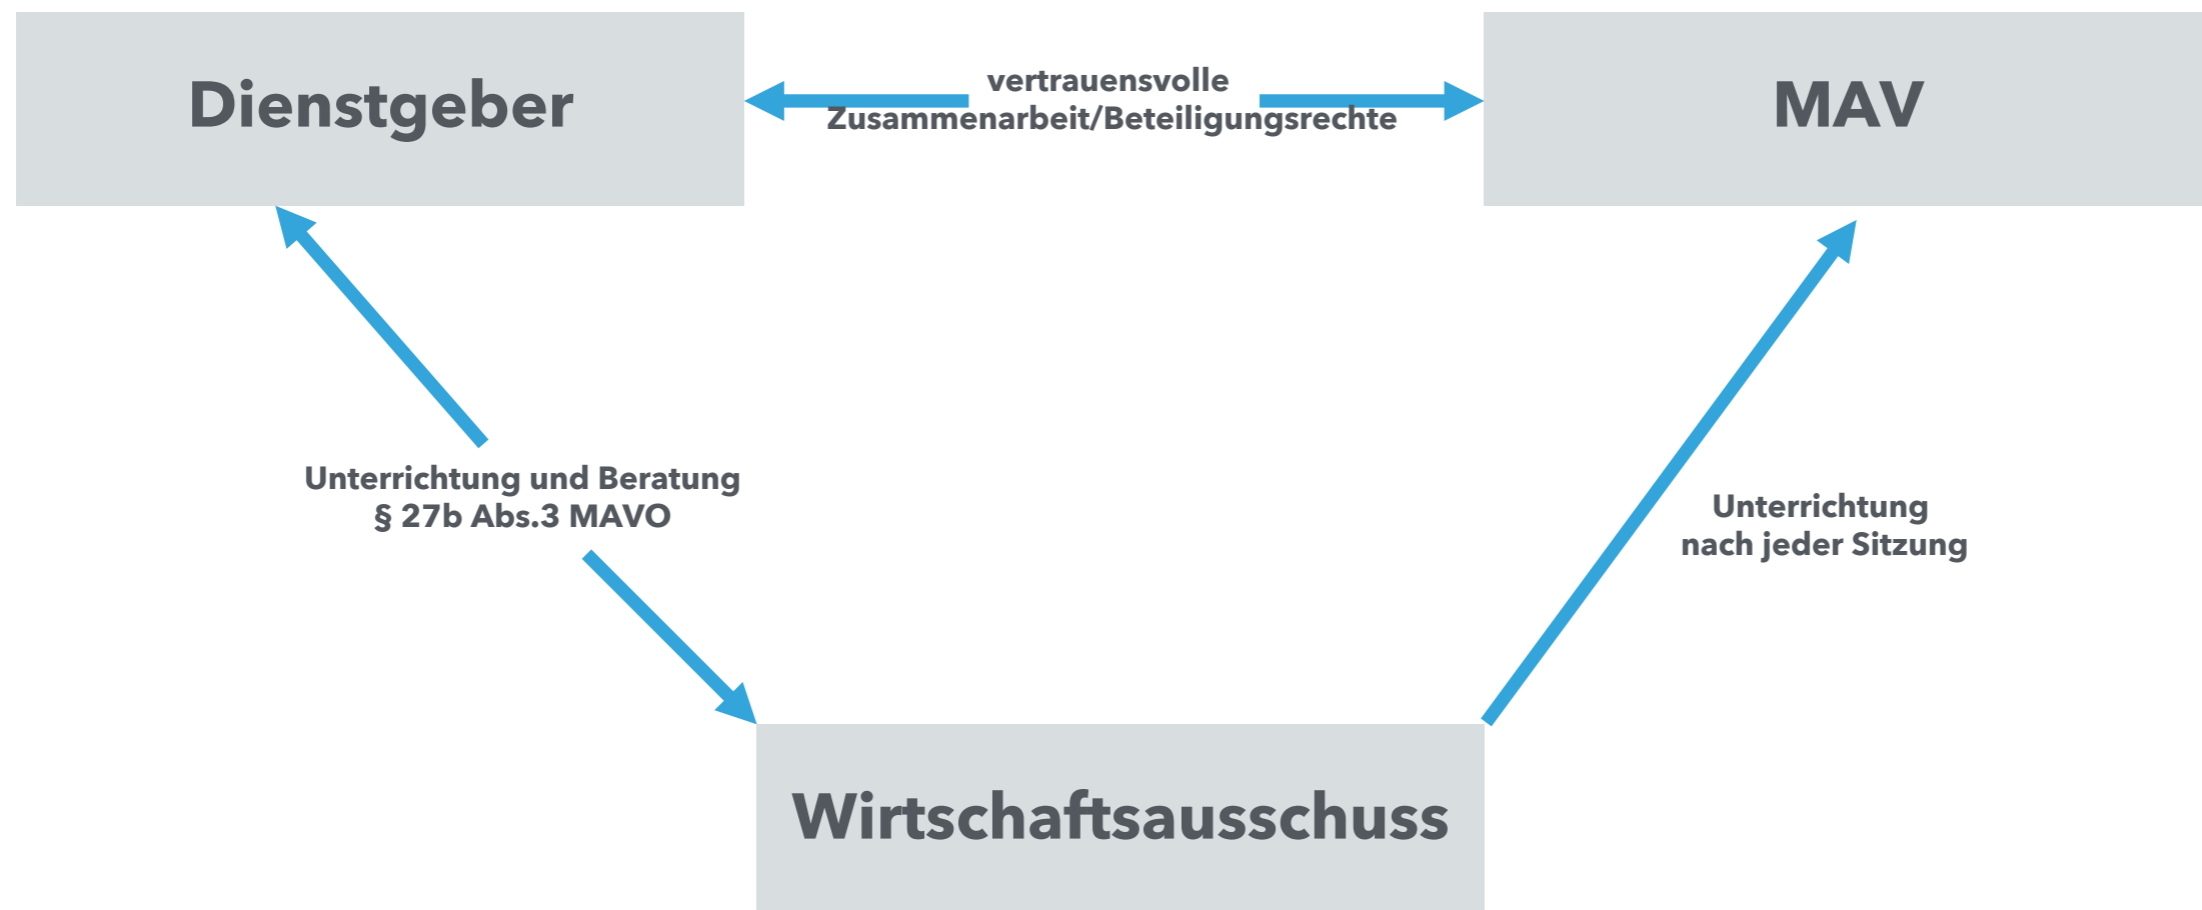 Dienstgeber
vertrauensvolle
Zusammenarbeit/Beteiligungsrechte
MAV
Unterrichtung und Beratung
§ 27b Abs.3 MAVO
Unterrichtung
nach jeder Sitzung
Wirtschaftsausschuss